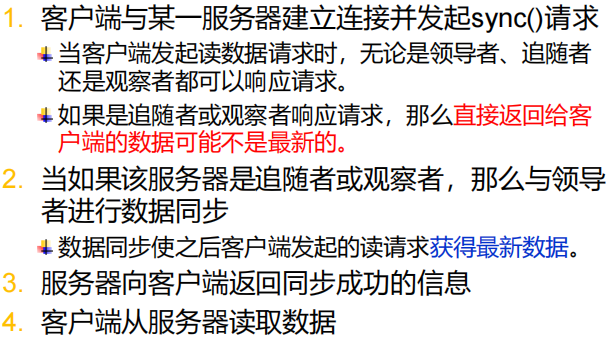 1. 客户端与某一服务器建立连接并发起sync()请求
当客户端发起读数据请求时，无论是领导者、追随者
还是观察者都可以响应请求。
如果是追随者或观察者响应请求，那么直接返回给客
户端的数据可能不是最新的。
2. 当如果该服务器是追随者或观察者，那么与领导
者进行数据同步
数据同步使之后客户端发起的读请求获得最新数据。
3. 服务器向客户端返回同步成功的信息
4. 客户端从服务器读取数据